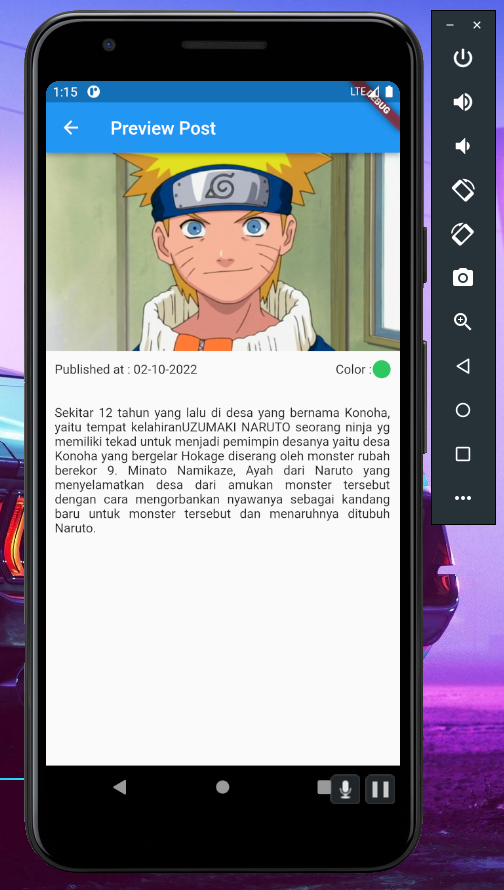 1:15
LTE
DEBUG
Preview Post
Published at : 02-10-2022
Color :
Sekitar 12 tahun yang lalu di desa yang bernama Konoha,
yaitu tempat kelahiranUZUMAKI NARUTO seorang ninja yg
memiliki tekad untuk menjadi pemimpin desanya yaitu desa
Konoha yang bergelar Hokage diserang oleh monster rubah
berekor 9. Minato Namikaze, Ayah dari Naruto yang
menyelamatkan desa dari amukan monster tersebut
dengan cara mengorbankan nyawanya sebagai kandang
baru untuk monster tersebut dan menaruhnya ditubuh
Naruto.